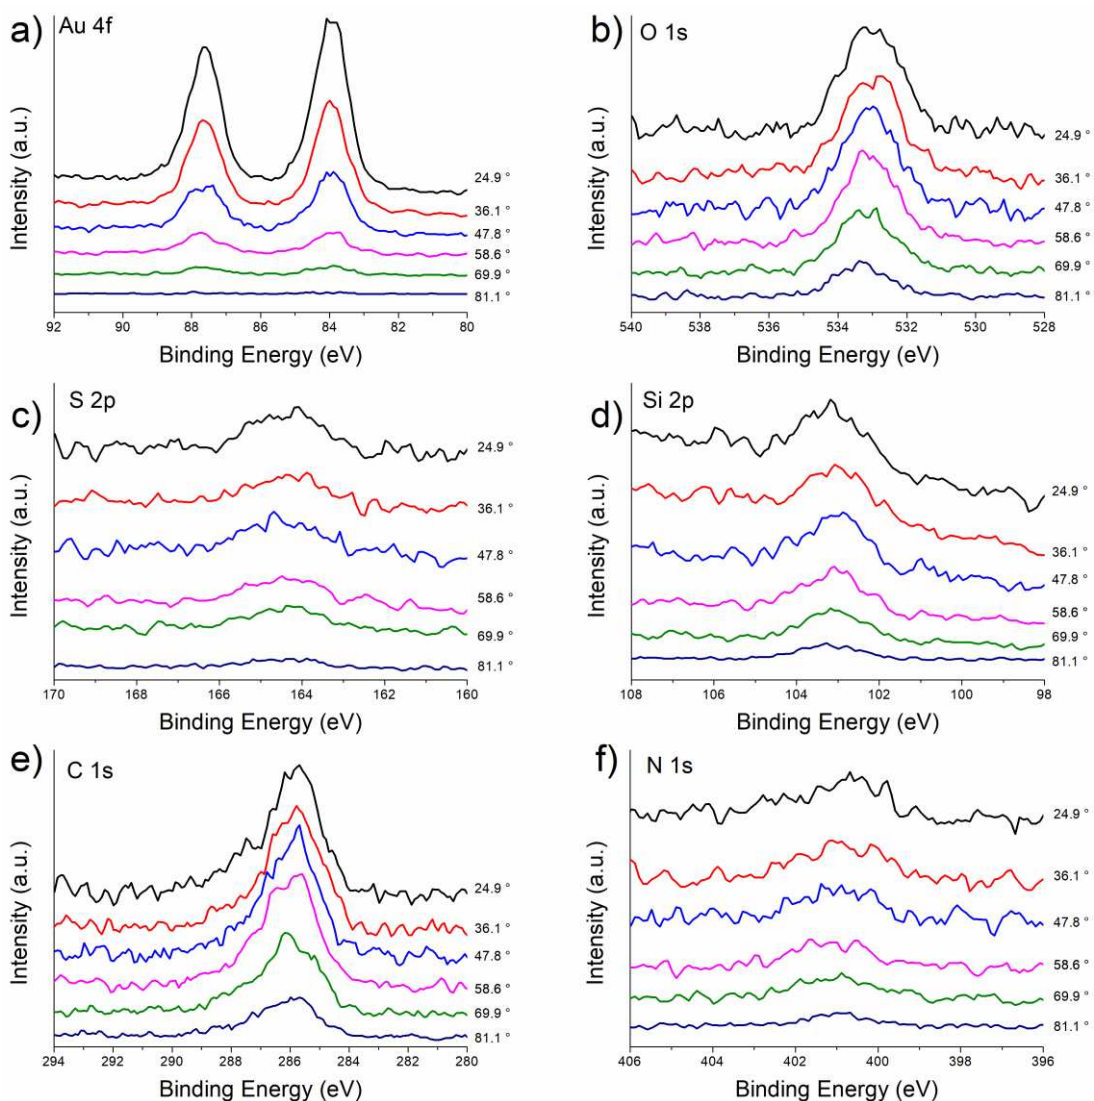 a) Au 4f
Intensity (a.u.)
24.9 °
36.1 °
47.8 °
58.6 °
69.9 °
81.1 °
92 90 88 86 84 82 80
Binding Energy (eV)
b) O 1s
Intensity (a.u.)
24.9 °
36.1 °
47.8 °
58.6 °
69.9 °
81.1 °
540 538 536 534 532 530 528
Binding Energy (eV)
c) S 2p
Intensity (a.u.)
24.9 °
36.1 °
47.8 °
58.6 °
69.9 °
81.1 °
170 168 166 164 162 160
Binding Energy (eV)
d) Si 2p
Intensity (a.u.)
24.9 °
36.1 °
47.8 °
58.6 °
69.9 °
81.1 °
108 106 104 102 100 98
Binding Energy (eV)
e) C 1s
Intensity (a.u.)
24.9 °
36.1 °
47.8 °
58.6 °
69.9 °
81.1 °
294 292 290 288 286 284 282 280
Binding Energy (eV)
f) N 1s
Intensity (a.u.)
24.9 °
36.1 °
47.8 °
58.6 °
69.9 °
81.1 °
406 404 402 400 398 396
Binding Energy (eV)